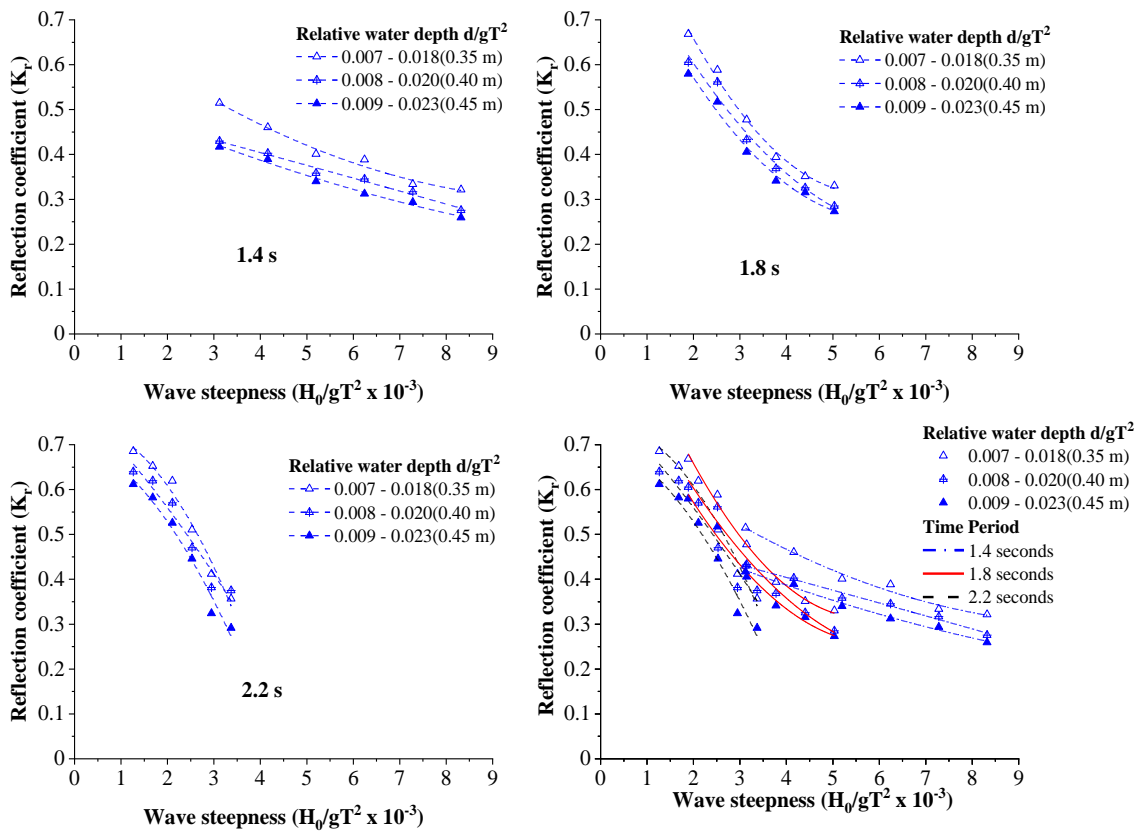 Relative water depth d/gT²
0.007 - 0.018(0.35 m)
0.008 - 0.020(0.40 m)
0.009 - 0.023(0.45 m)
0.7
0.6
0.5
0.4
0.3
0.2
0.1
0
Reflection coefficient (Kᵣ)
1.4 s
0 1 2 3 4 5 6 7 8 9
Wave steepness (H₀/gT² x 10⁻³)
Relative water depth d/gT²
0.007 - 0.018(0.35 m)
0.008 - 0.020(0.40 m)
0.009 - 0.023(0.45 m)
0.7
0.6
0.5
0.4
0.3
0.2
0.1
0
Reflection coefficient (Kᵣ)
1.8 s
0 1 2 3 4 5 6 7 8 9
Wave steepness (H₀/gT² x 10⁻³)
Relative water depth d/gT²
0.007 - 0.018(0.35 m)
0.008 - 0.020(0.40 m)
0.009 - 0.023(0.45 m)
0.7
0.6
0.5
0.4
0.3
0.2
0.1
0
Reflection coefficient (Kᵣ)
2.2 s
0 1 2 3 4 5 6 7 8 9
Wave steepness (H₀/gT² x 10⁻³)
Relative water depth d/gT²
0.007 - 0.018(0.35 m)
0.008 - 0.020(0.40 m)
0.009 - 0.023(0.45 m)
Time Period
1.4 seconds
1.8 seconds
2.2 seconds
0.7
0.6
0.5
0.4
0.3
0.2
0.1
0
Reflection coefficient (Kᵣ)
0 1 2 3 4 5 6 7 8 9
Wave steepness (H₀/gT² x 10⁻³)